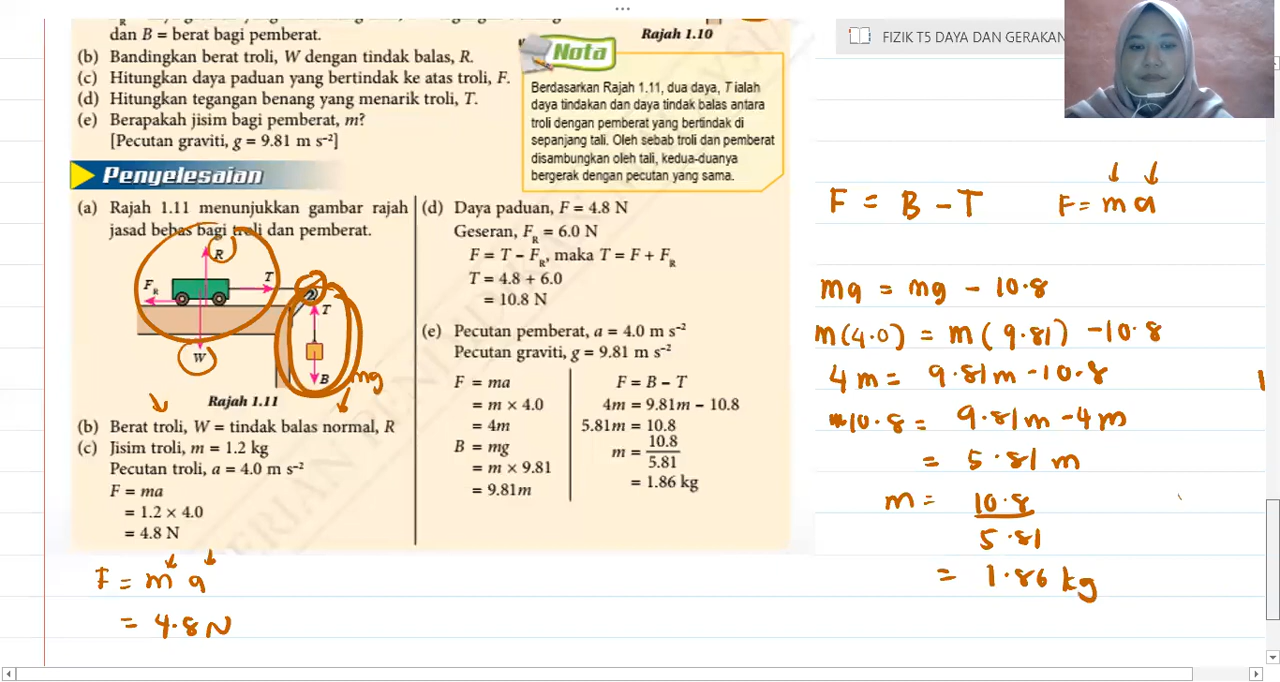 dan B = berat bagi pemberat.
(b) Bandingkan berat troli, W dengan tindak balas, R.
(c) Hitungkan daya paduan yang bertindak ke atas troli, F.
(d) Hitungkan tegangan benang yang menarik troli, T.
(e) Berapakah jisim bagi pemberat, m?
[Pecutan graviti, g = 9.81 m s⁻²]
Rajah 1.10
Nota
Berdasarkan Rajah 1.11, dua daya, T ialah
daya tindakan dan daya tindak balas antara
troli dengan pemberat yang bertindak di
sepanjang tali. Oleh sebab troli dan pemberat
disambungkan oleh tali, kedua-duanya
bergerak dengan pecutan yang sama.
FIZIK T5 DAYA DAN GERAKAN
Penyelesaian
(a) Rajah 1.11 menunjukkan gambar rajah
jasad bebas bagi troli dan pemberat.
R
T
F_R
W
T
B
mg
Rajah 1.11
(b) Berat troli, W = tindak balas normal, R
(c) Jisim troli, m = 1.2 kg
Pecutan troli, a = 4.0 m s⁻²
F = ma
= 1.2 × 4.0
= 4.8 N
F = ma
= 4.8 N
(d) Daya paduan, F = 4.8 N
Geseran, F_R = 6.0 N
F = T − F_R, maka T = F + F_R
T = 4.8 + 6.0
= 10.8 N
(e) Pecutan pemberat, a = 4.0 m s⁻²
Pecutan graviti, g = 9.81 m s⁻²
F = ma
= m × 4.0
= 4m
B = mg
= m × 9.81
= 9.81m
F = B − T
4m = 9.81m − 10.8
5.81m = 10.8
m = 10.8/5.81
= 1.86 kg
F = B − T
F = ma
ma = mg − 10.8
m(4.0) = m(9.81) − 10.8
4m = 9.81m − 10.8
10.8 = 9.81m − 4m
= 5.81m
m = 10.8/5.81
= 1.86 kg